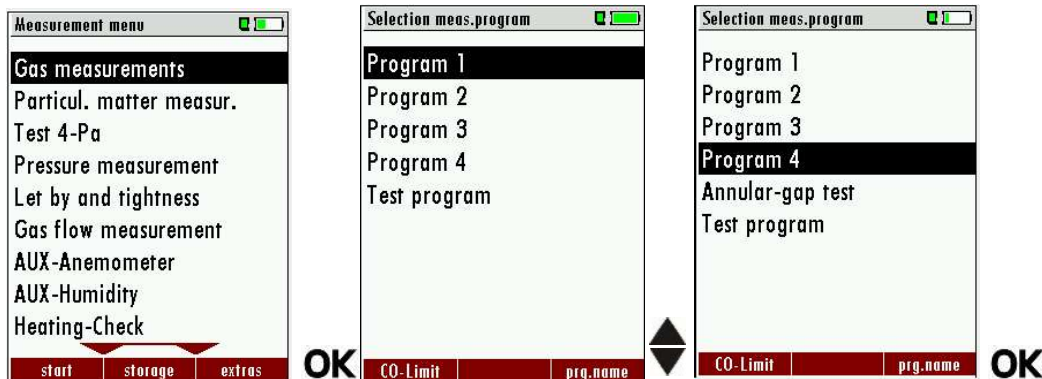 Measurement menu
Gas measurements
Particul. matter measur.
Test 4-Pa
Pressure measurement
Let by and tightness
Gas flow measurement
AUX-Anemometer
AUX-Humidity
Heating-Check
start storage extras
OK
Selection meas.program
Program 1
Program 2
Program 3
Program 4
Test program
CO-Limit prg.name
Selection meas.program
Program 1
Program 2
Program 3
Program 4
Annular-gap test
Test program
CO-Limit prg.name
OK